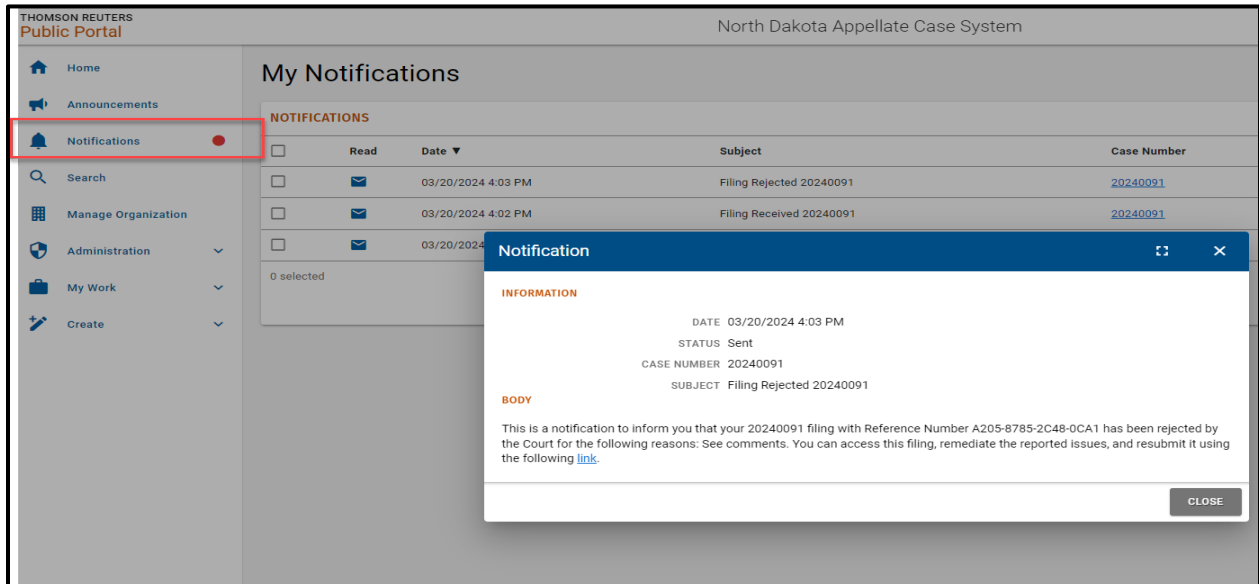 THOMSON REUTERS
Public Portal
North Dakota Appellate Case System
Home
Announcements
Notifications
Search
Manage Organization
Administration
My Work
Create
My Notifications
NOTIFICATIONS
Read Date ▼ Subject Case Number
03/20/2024 4:03 PM Filing Rejected 20240091 20240091
03/20/2024 4:02 PM Filing Received 20240091 20240091
03/20/2024
0 selected
Notification
INFORMATION
DATE 03/20/2024 4:03 PM
STATUS Sent
CASE NUMBER 20240091
SUBJECT Filing Rejected 20240091
BODY
This is a notification to inform you that your 20240091 filing with Reference Number A205-8785-2C48-0CA1 has been rejected by
the Court for the following reasons: See comments. You can access this filing, remediate the reported issues, and resubmit it using
the following link.
CLOSE